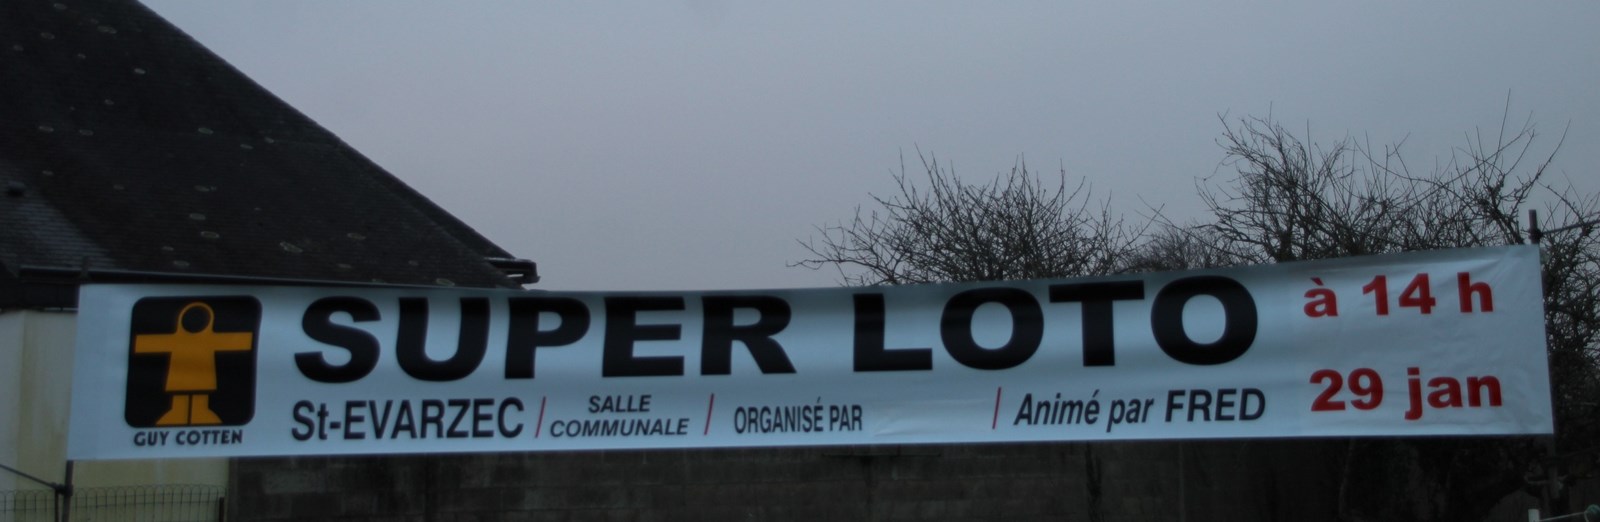 SUPER LOTO
à 14 h
GUY COTTEN
St-EVARZEC / SALLE COMMUNALE / ORGANISÉ PAR / Animé par FRED
29 jan